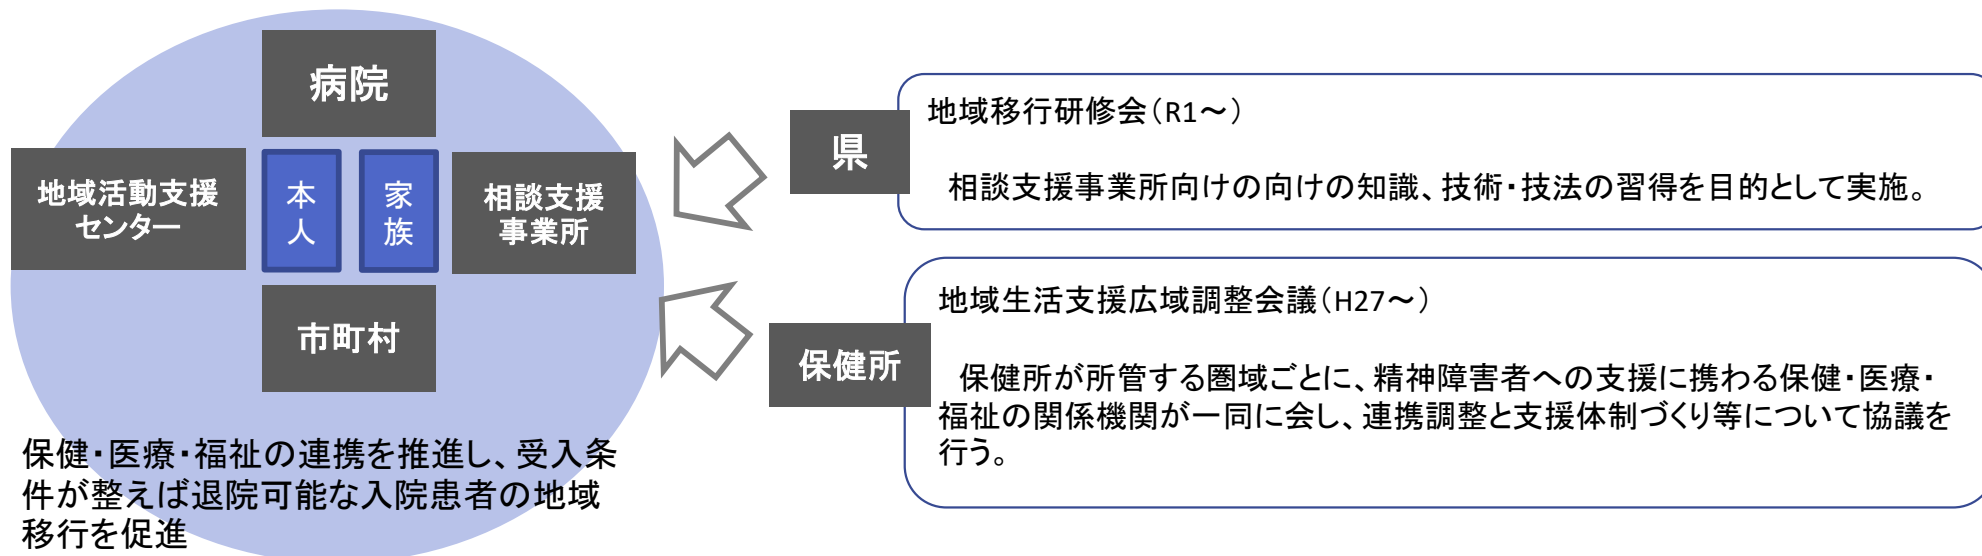 病院
地域活動支援
センター
本
人
家
族
相談支援
事業所
市町村
保健・医療・福祉の連携を推進し、受入条
件が整えば退院可能な入院患者の地域
移行を促進
県
地域移行研修会（R1～）
相談支援事業所向けの向けの知識、技術・技法の習得を目的として実施。
保健所
地域生活支援広域調整会議（H27～）
保健所が所管する圏域ごとに、精神障害者への支援に携わる保健・医療・
福祉の関係機関が一同に会し、連携調整と支援体制づくり等について協議を
行う。